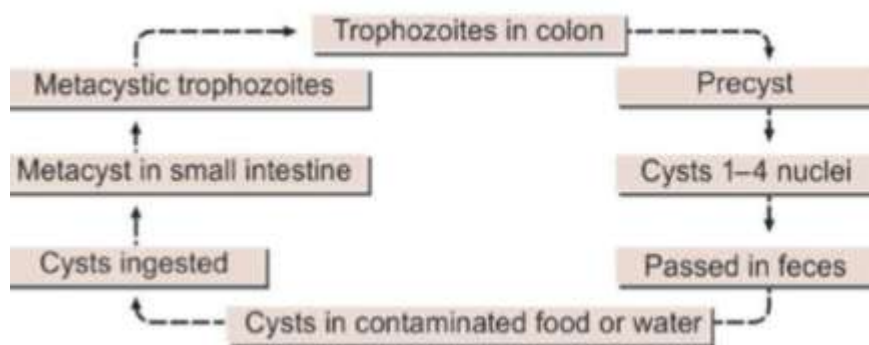 Trophozoites in colon
Metacystic trophozoites
Precyst
Metacyst in small intestine
Cysts 1–4 nuclei
Cysts ingested
Passed in feces
Cysts in contaminated food or water